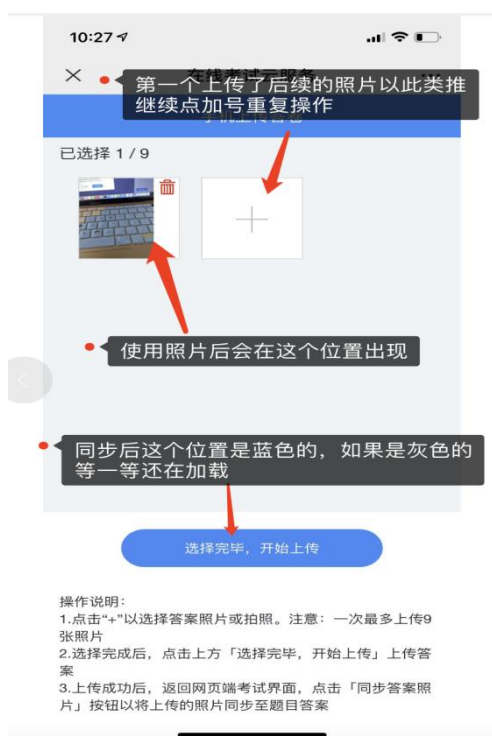 10:27
第一个上传了后续的照片以此类推
继续点加号重复操作
已选择 1 / 9
使用照片后会在这个位置出现
同步后这个位置是蓝色的，如果是灰色的
等一等还在加载
选择完毕，开始上传
操作说明：
1.点击“+”以选择答案照片或拍照。注意：一次最多上传9
张照片
2.选择完成后，点击上方「选择完毕，开始上传」上传答
案
3.上传成功后，返回网页端考试界面，点击「同步答案照
片」按钮以将上传的照片同步至题目答案